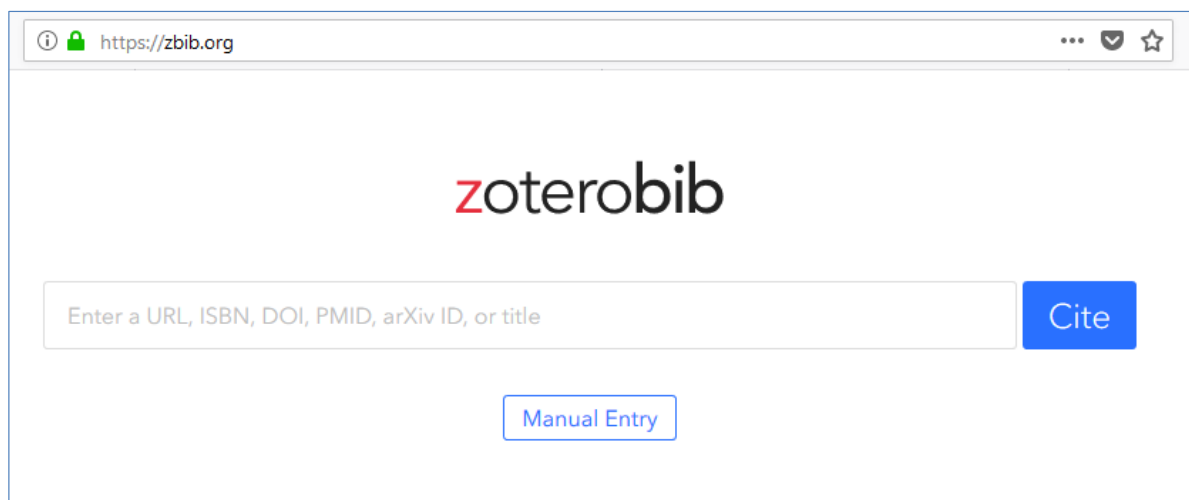 https://zbib.org
zoterobib
Enter a URL, ISBN, DOI, PMID, arXiv ID, or title
Cite
Manual Entry